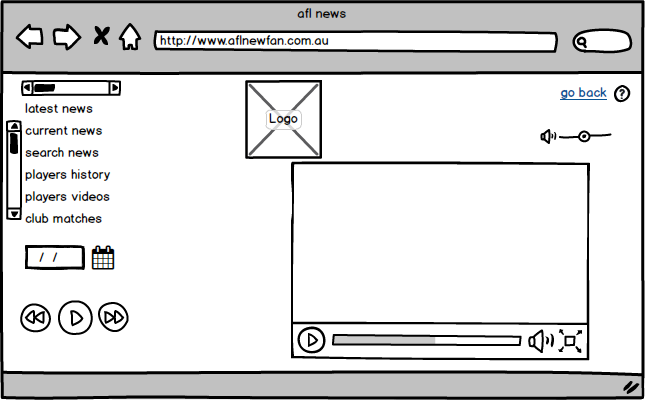 afl news
http://www.aflnewfan.com.au
go back ?
Logo
latest news
current news
search news
players history
players videos
club matches
/ /